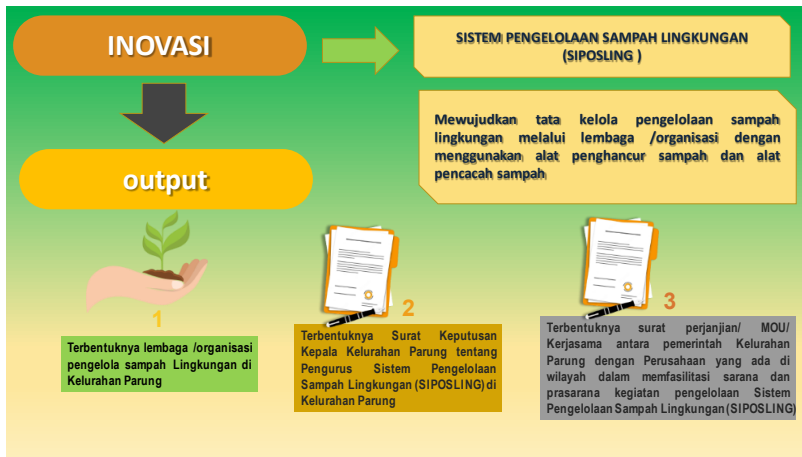 INOVASI
SISTEM PENGELOLAAN SAMPAH LINGKUNGAN
(SIPOSLING )
Mewujudkan tata kelola pengelolaan sampah
lingkungan melalui lembaga /organisasi dengan
menggunakan alat penghancur sampah dan alat
pencacah sampah
output
1
Terbentuknya lembaga /organisasi
pengelola sampah Lingkungan di
Kelurahan Parung
2
Terbentuknya Surat Keputusan
Kepala Kelurahan Parung tentang
Pengurus Sistem Pengelolaan
Sampah Lingkungan (SIPOSLING) di
Kelurahan Parung
3
Terbentuknya surat perjanjian/ MOU/
Kerjasama antara pemerintah Kelurahan
Parung dengan Perusahaan yang ada di
wilayah dalam memfasilitasi sarana dan
prasarana kegiatan pengelolaan Sistem
Pengelolaan Sampah Lingkungan (SIPOSLING)